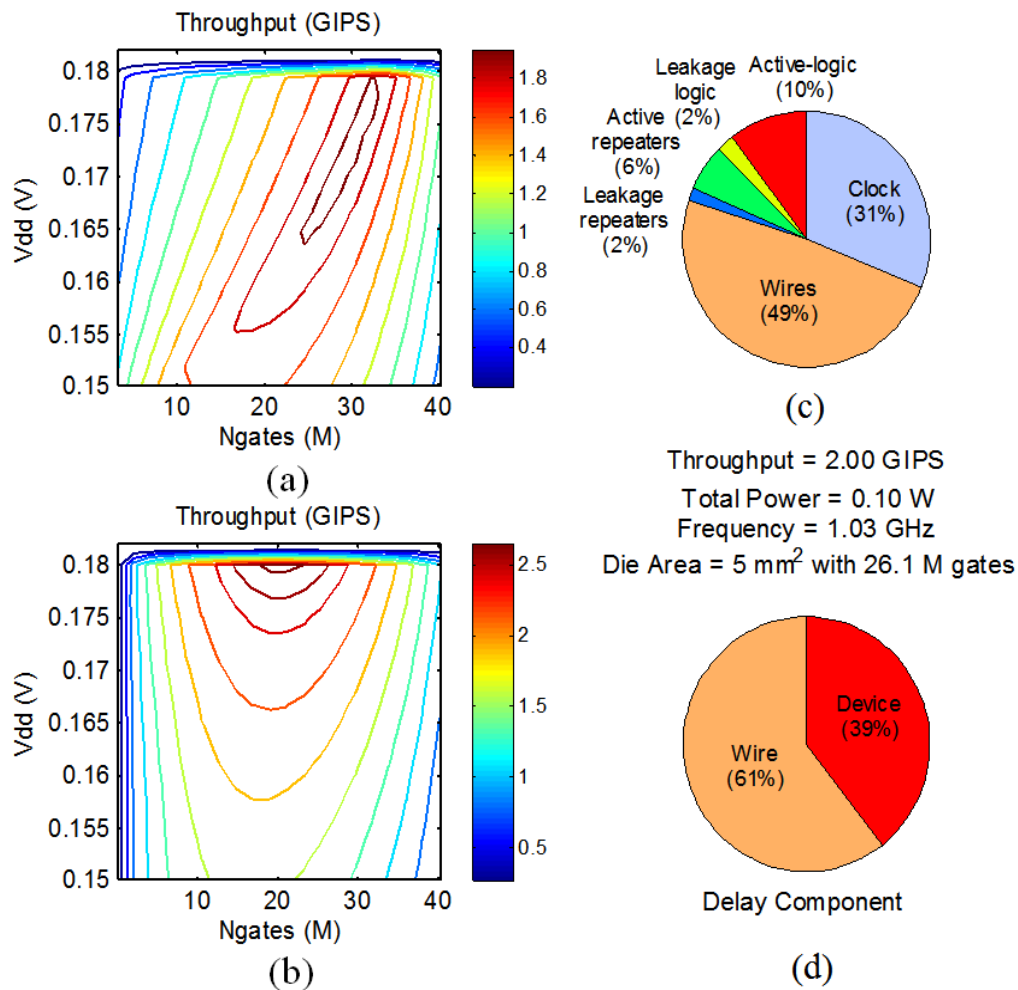 (a)
Throughput (GIPS)
Vdd (V)
0.18
0.175
0.17
0.165
0.16
0.155
0.15
10
20
30
40
Ngates (M)
1.8
1.6
1.4
1.2
1
0.8
0.6
0.4
(a)
Throughput (GIPS)
Vdd (V)
0.18
0.175
0.17
0.165
0.16
0.155
0.15
10
20
30
40
Ngates (M)
2.5
2
1.5
1
0.5
(b)
Leakage
logic
(2%)
Active-logic
(10%)
Active
repeaters
(6%)
Leakage
repeaters
(2%)
Clock
(31%)
Wires
(49%)
(c)
Throughput = 2.00 GIPS
Total Power = 0.10 W
Frequency = 1.03 GHz
Die Area = 5 mm² with 26.1 M gates
Device
(39%)
Wire
(61%)
Delay Component
(d)